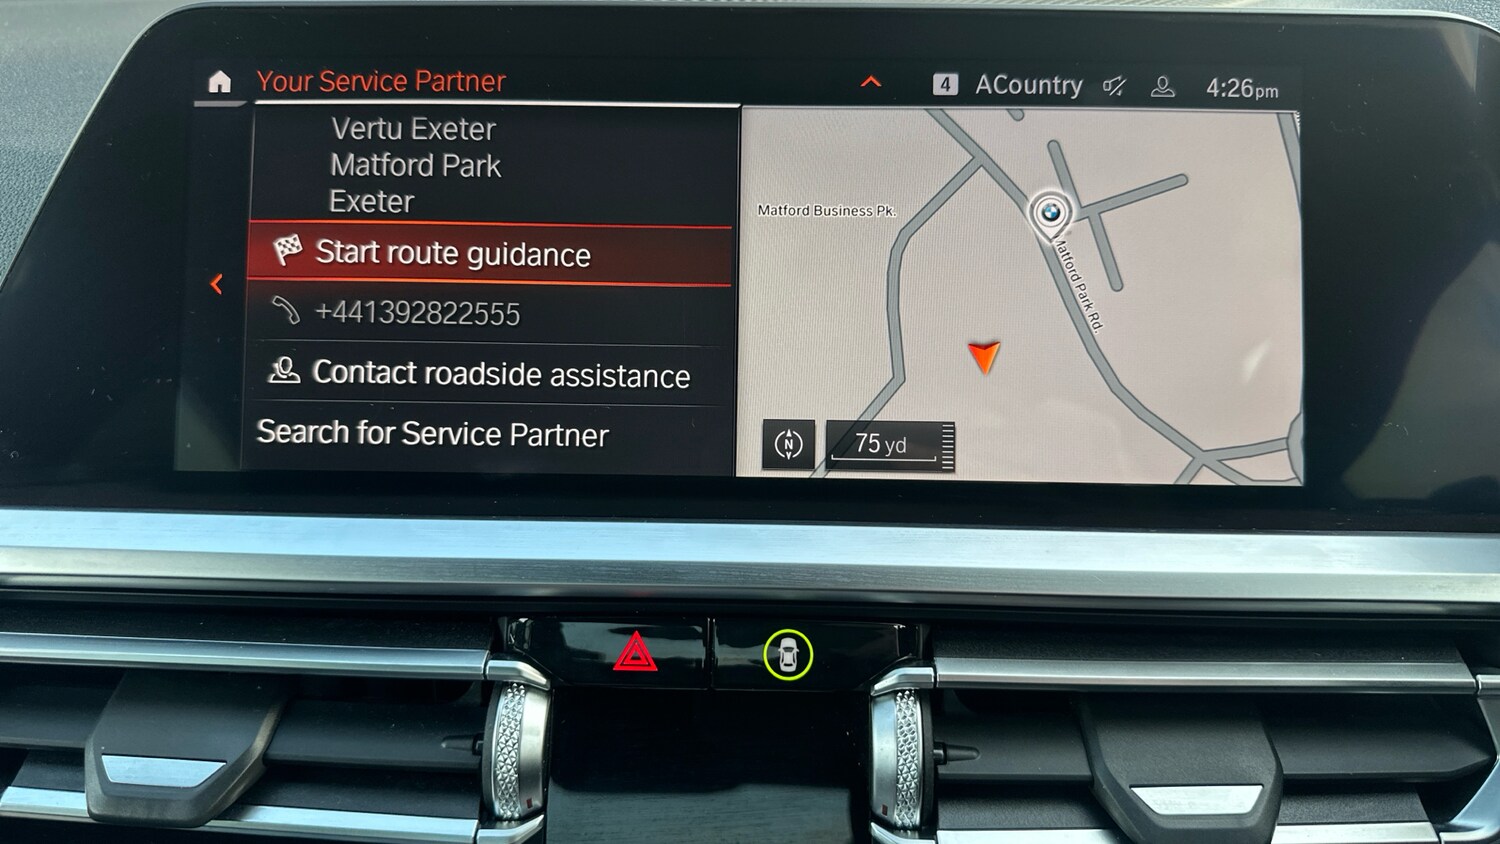 Your Service Partner
4 ACountry 4:26pm
Vertu Exeter
Matford Park
Exeter
Start route guidance
+441392822555
Contact roadside assistance
Search for Service Partner
Matford Business Pk.
Matford Park Rd.
N
75 yd